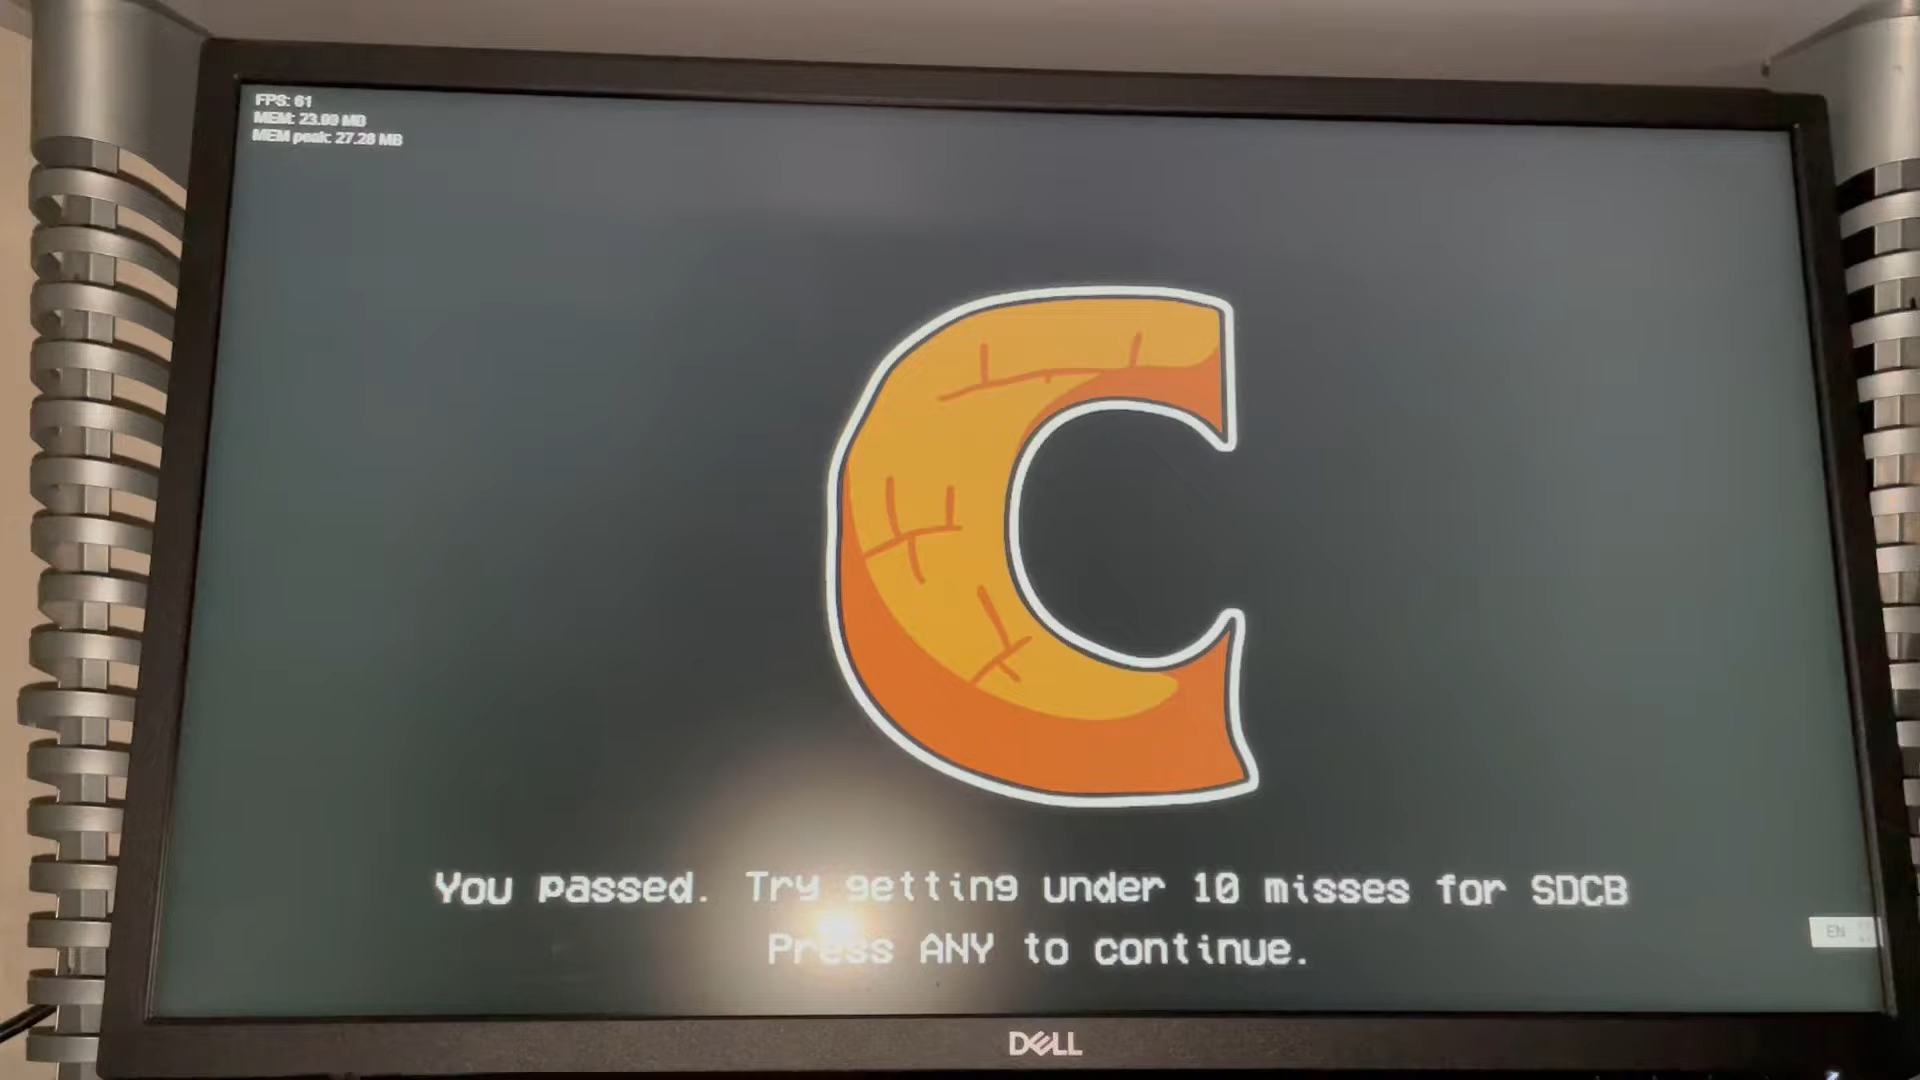 FPS: 61
MEM: 23.09 MB
MEM peak: 27.28 MB
C
You passed. Try getting under 10 misses for SDCB
Press ANY to continue.
EN
DELL